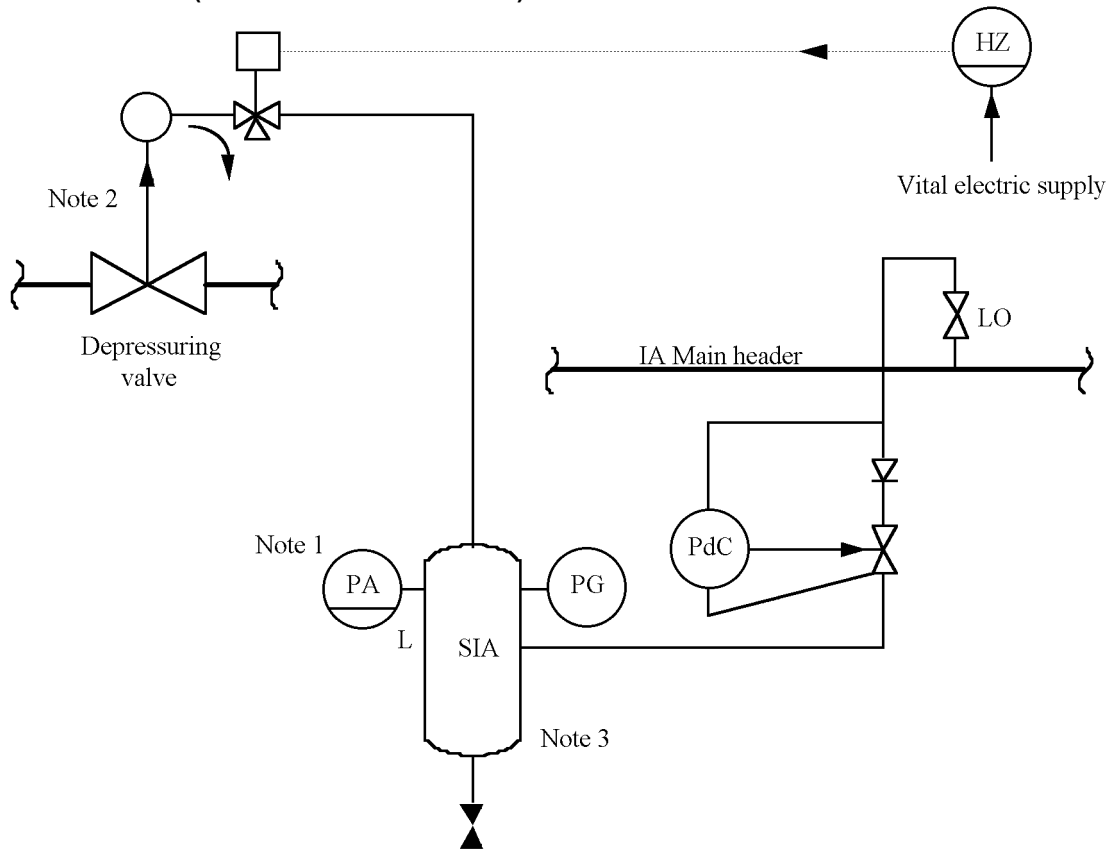 HZ
Note 2
Vital electric supply
LO
Depressuring
valve
IA Main header
Note 1
PdC
PA
PG
L
SIA
Note 3